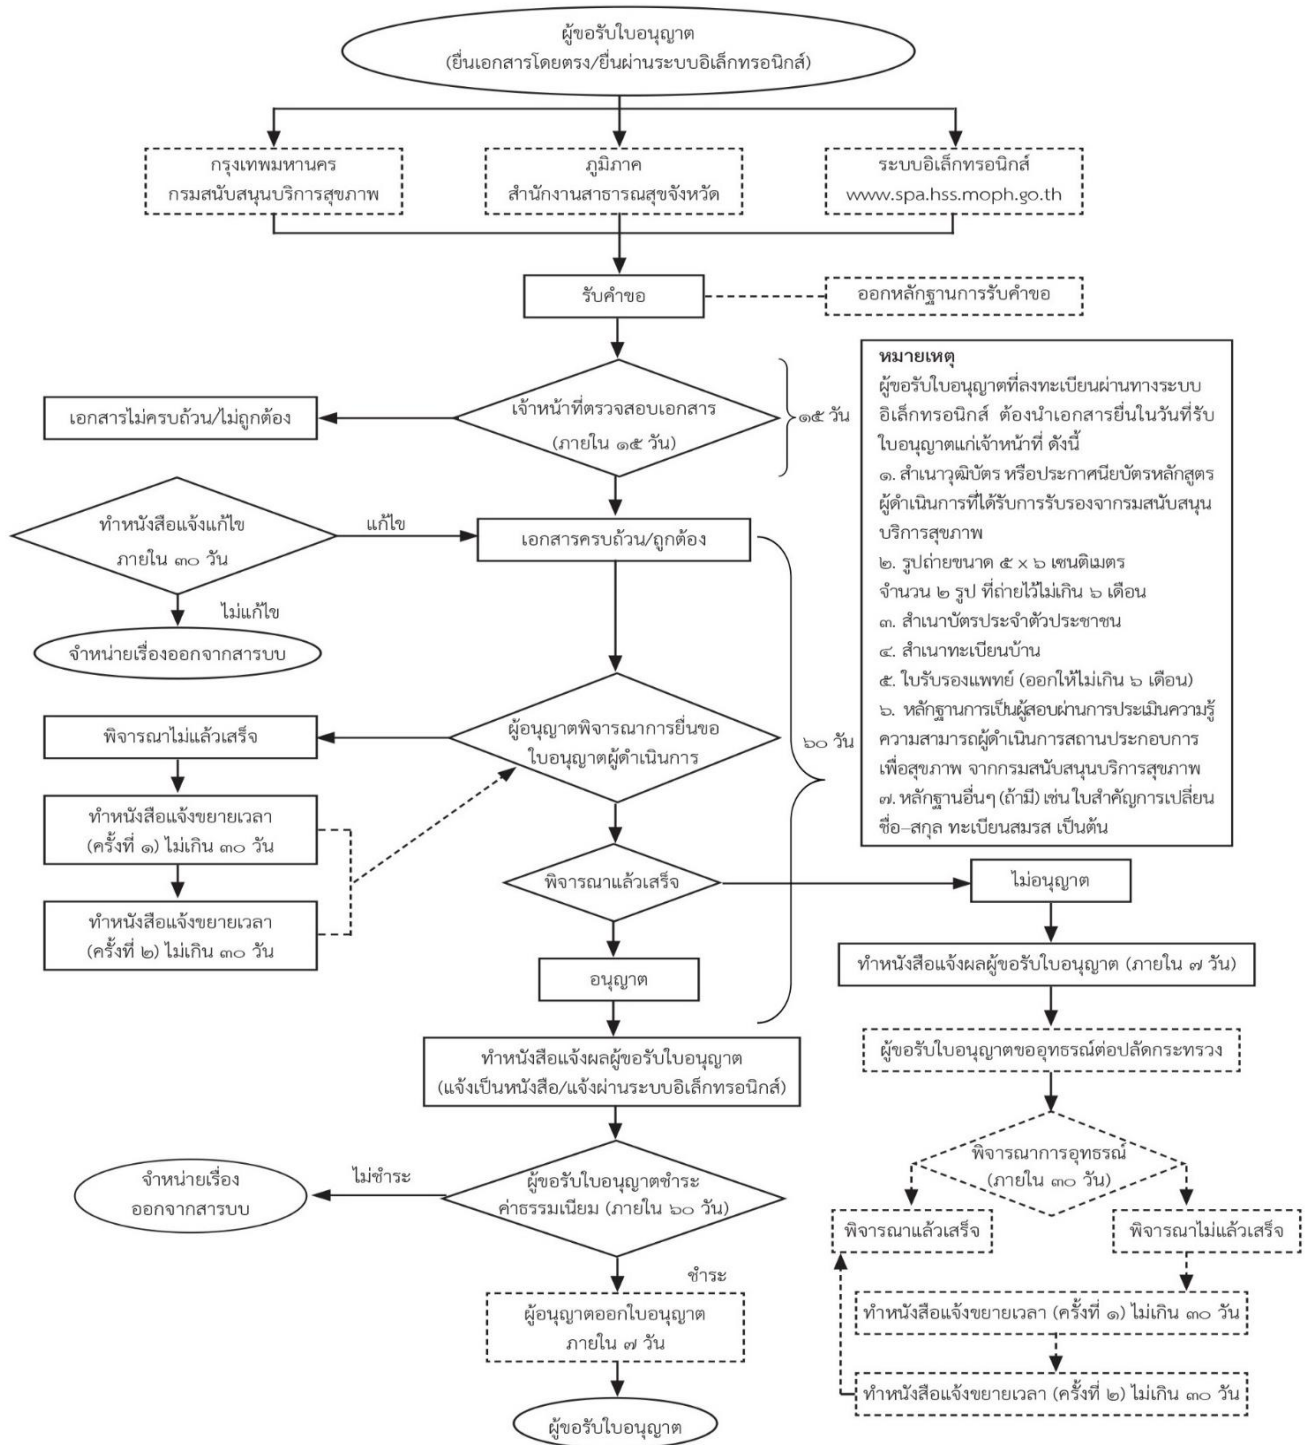 ผู้ขอรับใบอนุญาต
(ยื่นเอกสารโดยตรง/ยื่นผ่านระบบอิเล็กทรอนิกส์)
กรุงเทพมหานคร
กรมสนับสนุนบริการสุขภาพ
ภูมิภาค
สำนักงานสาธารณสุขจังหวัด
ระบบอิเล็กทรอนิกส์
www.spa.hss.moph.go.th
รับคำขอ
ออกหลักฐานการรับคำขอ
เจ้าหน้าที่ตรวจสอบเอกสาร
(ภายใน ๑๕ วัน)
๑๕ วัน
เอกสารไม่ครบถ้วน/ไม่ถูกต้อง
ทำหนังสือแจ้งแก้ไข
ภายใน ๓๐ วัน
แก้ไข
ไม่แก้ไข
จำหน่ายเรื่องออกจากสารบบ
เอกสารครบถ้วน/ถูกต้อง
หมายเหตุ
ผู้ขอรับใบอนุญาตที่ลงทะเบียนผ่านทางระบบ
อิเล็กทรอนิกส์ ต้องนำเอกสารยื่นในวันที่รับ
ใบอนุญาตแก่เจ้าหน้าที่ ดังนี้
๑. สำเนาวุฒิบัตร หรือประกาศนียบัตรหลักสูตร
ผู้ดำเนินการที่ได้รับการรับรองจากกรมสนับสนุน
บริการสุขภาพ
๒. รูปถ่ายขนาด ๕ × ๖ เซนติเมตร
จำนวน ๒ รูป ที่ถ่ายไว้ไม่เกิน ๖ เดือน
๓. สำเนาบัตรประจำตัวประชาชน
๔. สำเนาทะเบียนบ้าน
๕. ใบรับรองแพทย์ (ออกให้ไม่เกิน ๖ เดือน)
๖. หลักฐานการเป็นผู้สอบผ่านการประเมินความรู้
ความสามารถผู้ดำเนินการสถานประกอบการ
เพื่อสุขภาพ จากกรมสนับสนุนบริการสุขภาพ
๗. หลักฐานอื่นๆ (ถ้ามี) เช่น ใบสำคัญการเปลี่ยน
ชื่อ-สกุล ทะเบียนสมรส เป็นต้น
ผู้อนุญาตพิจารณาการยื่นขอ
ใบอนุญาตผู้ดำเนินการ
๖๐ วัน
พิจารณาไม่แล้วเสร็จ
ทำหนังสือแจ้งขยายเวลา
(ครั้งที่ ๑) ไม่เกิน ๓๐ วัน
ทำหนังสือแจ้งขยายเวลา
(ครั้งที่ ๒) ไม่เกิน ๓๐ วัน
พิจารณาแล้วเสร็จ
ไม่อนุญาต
อนุญาต
ทำหนังสือแจ้งผลผู้ขอรับใบอนุญาต (ภายใน ๗ วัน)
ผู้ขอรับใบอนุญาตขออุทธรณ์ต่อปลัดกระทรวง
ทำหนังสือแจ้งผลผู้ขอรับใบอนุญาต
(แจ้งเป็นหนังสือ/แจ้งผ่านระบบอิเล็กทรอนิกส์)
พิจารณาการอุทธรณ์
(ภายใน ๓๐ วัน)
ผู้ขอรับใบอนุญาตชำระ
ค่าธรรมเนียม (ภายใน ๖๐ วัน)
ไม่ชำระ
จำหน่ายเรื่อง
ออกจากสารบบ
พิจารณาแล้วเสร็จ
พิจารณาไม่แล้วเสร็จ
ชำระ
ผู้อนุญาตออกใบอนุญาต
ภายใน ๗ วัน
ทำหนังสือแจ้งขยายเวลา (ครั้งที่ ๑) ไม่เกิน ๓๐ วัน
ทำหนังสือแจ้งขยายเวลา (ครั้งที่ ๒) ไม่เกิน ๓๐ วัน
ผู้ขอรับใบอนุญาต